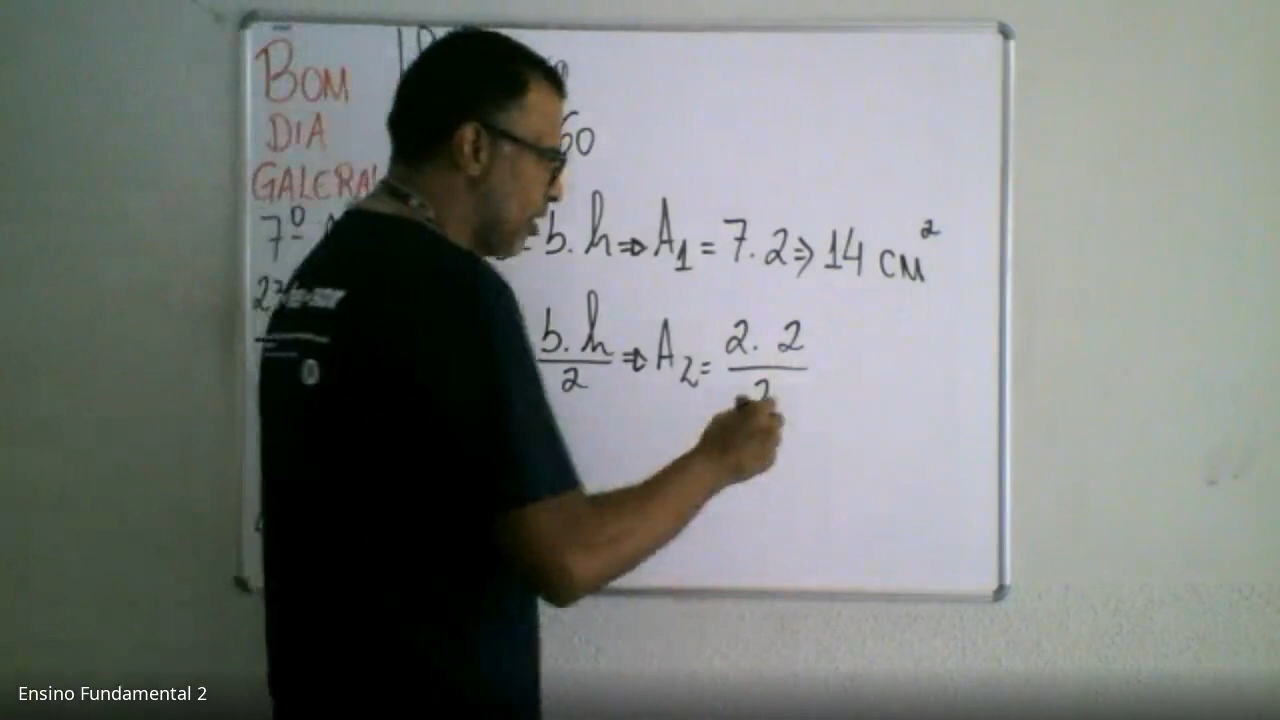 BOM
DIA
GALERA
7º
60
b.h ⇒ A₁ = 7.2 ⇒ 14 CM²
b.h/2 ⇒ A₂ = 2.2/2
Ensino Fundamental 2